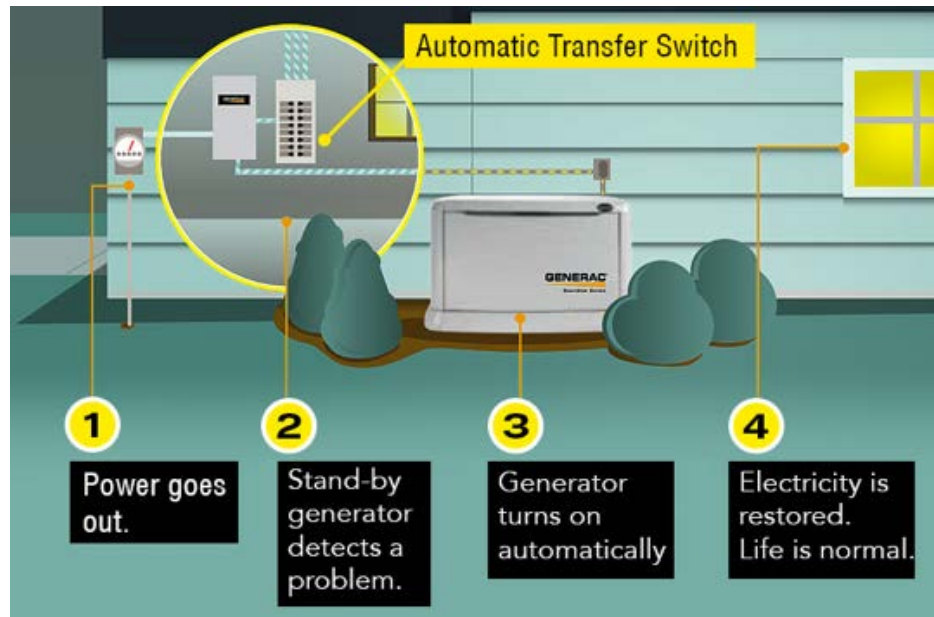 Automatic Transfer Switch
GENERAC
1
Power goes
out.
2
Stand-by
generator
detects a
problem.
3
Generator
turns on
automatically
4
Electricity is
restored.
Life is normal.